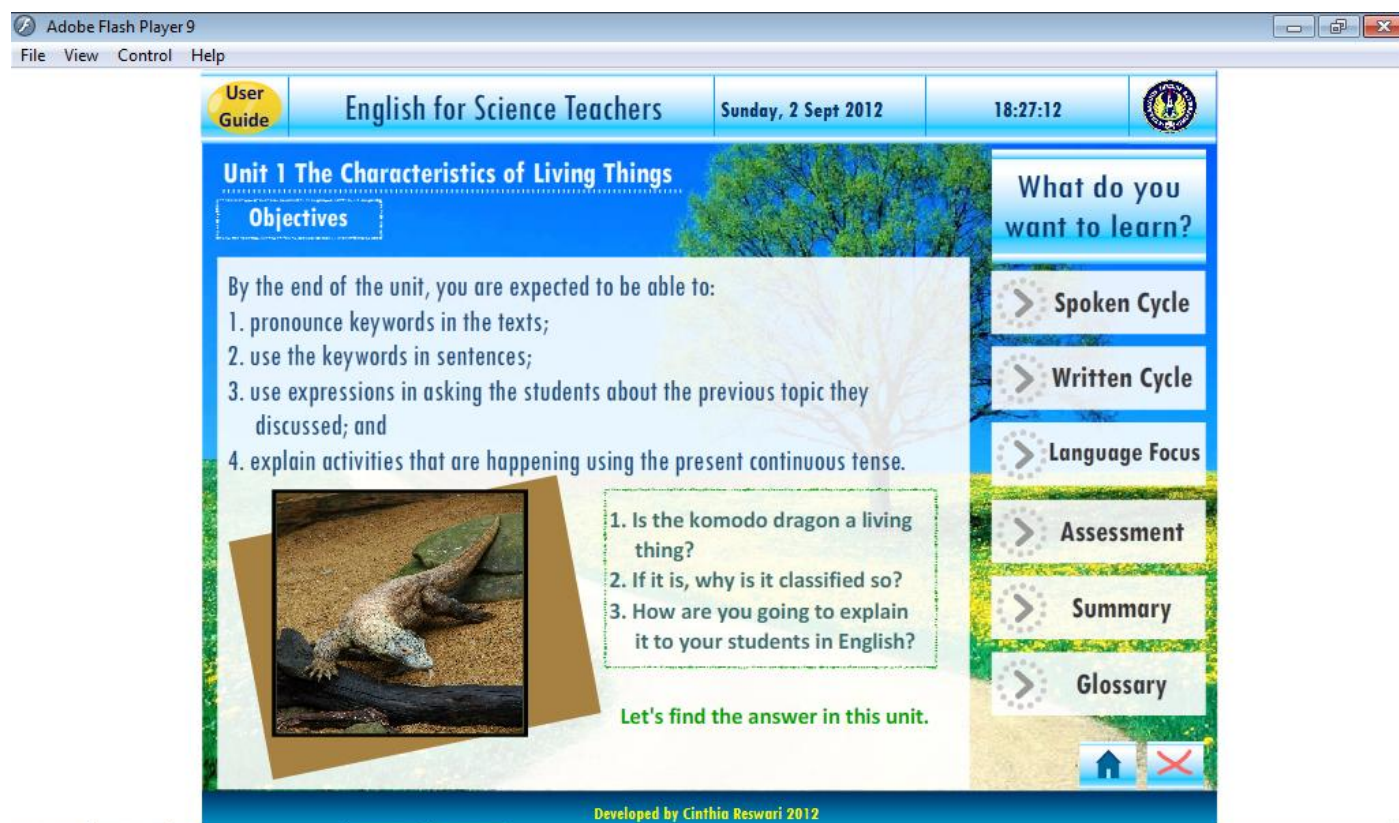 Adobe Flash Player 9
File View Control Help
User
Guide
English for Science Teachers
Sunday, 2 Sept 2012
18:27:12
Unit 1 The Characteristics of Living Things
Objectives
By the end of the unit, you are expected to be able to:
1. pronounce keywords in the texts;
2. use the keywords in sentences;
3. use expressions in asking the students about the previous topic they
discussed; and
4. explain activities that are happening using the present continuous tense.
1. Is the komodo dragon a living
thing?
2. If it is, why is it classified so?
3. How are you going to explain
it to your students in English?
Let's find the answer in this unit.
What do you
want to learn?
Spoken Cycle
Written Cycle
Language Focus
Assessment
Summary
Glossary
Developed by Cinthia Reswari 2012